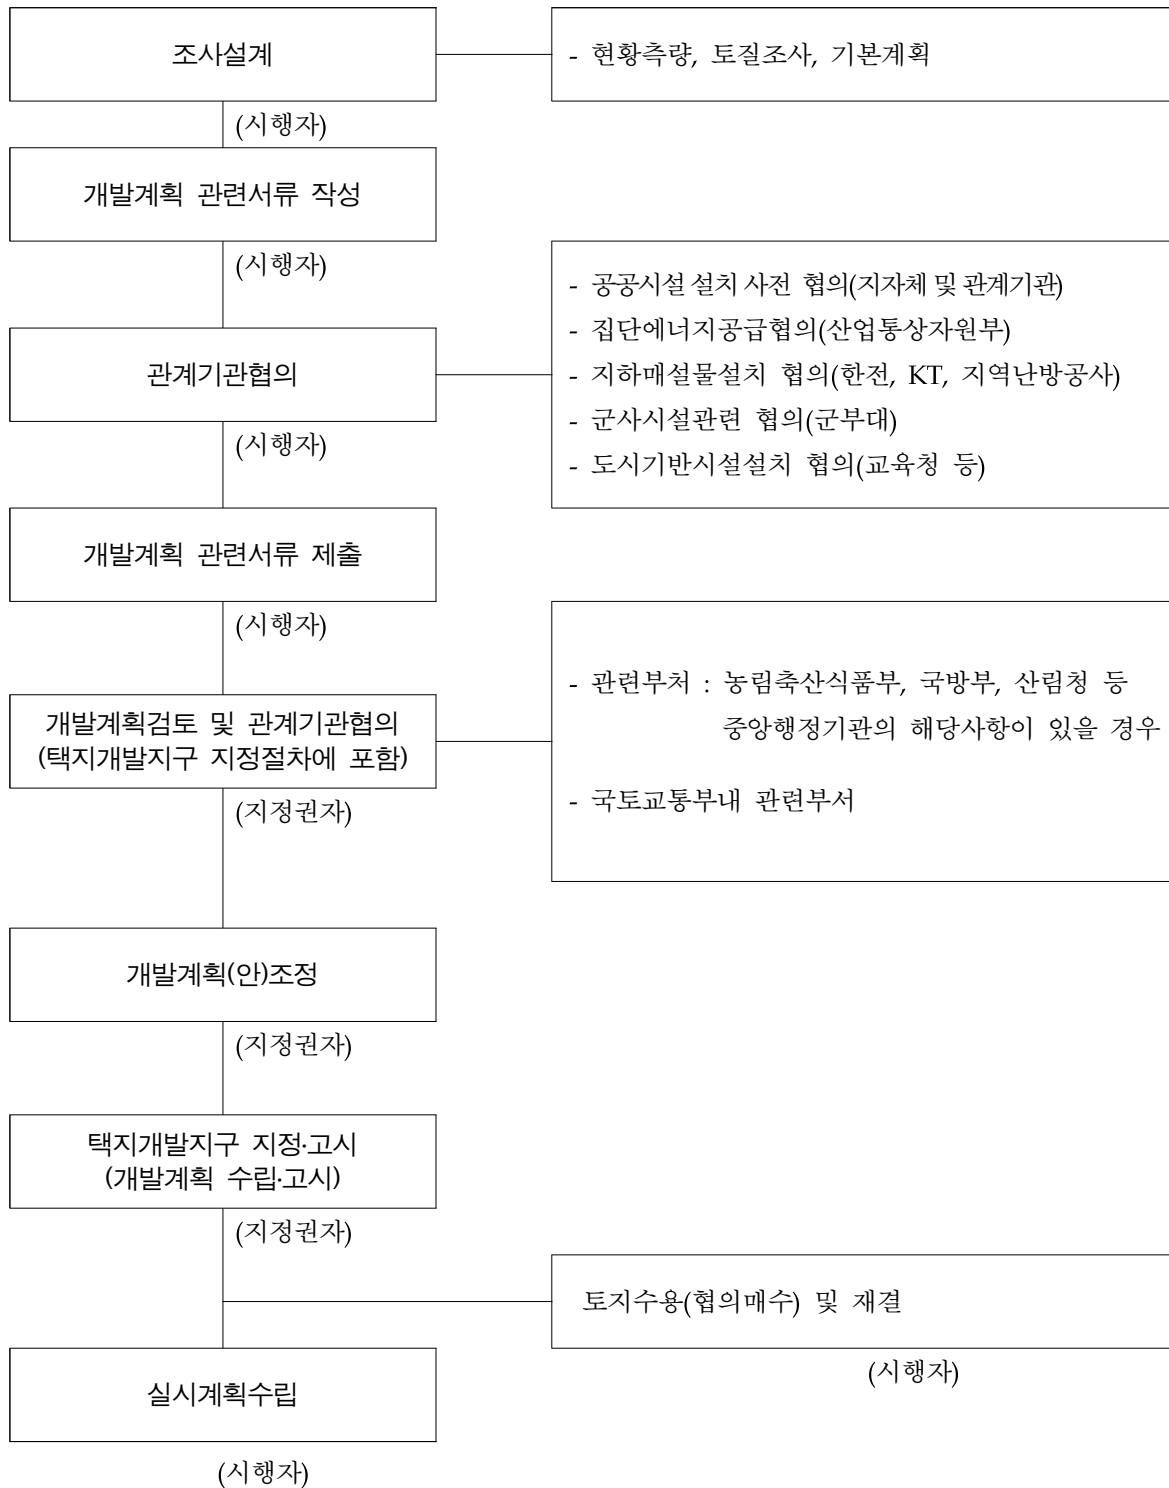 조사설계
- 현황측량, 토질조사, 기본계획
(시행자)
개발계획 관련서류 작성
(시행자)
관계기관협의
- 공공시설 설치 사전 협의(지자체 및 관계기관)
- 집단에너지공급협의(산업통상자원부)
- 지하매설물설치 협의(한전, KT, 지역난방공사)
- 군사시설관련 협의(군부대)
- 도시기반시설설치 협의(교육청 등)
(시행자)
개발계획 관련서류 제출
(시행자)
개발계획검토 및 관계기관협의
(택지개발지구 지정절차에 포함)
- 관련부처 : 농림축산식품부, 국방부, 산림청 등
중앙행정기관의 해당사항이 있을 경우
- 국토교통부내 관련부서
(지정권자)
개발계획(안)조정
(지정권자)
택지개발지구 지정·고시
(개발계획 수립·고시)
(지정권자)
토지수용(협의매수) 및 재결
(시행자)
실시계획수립
(시행자)